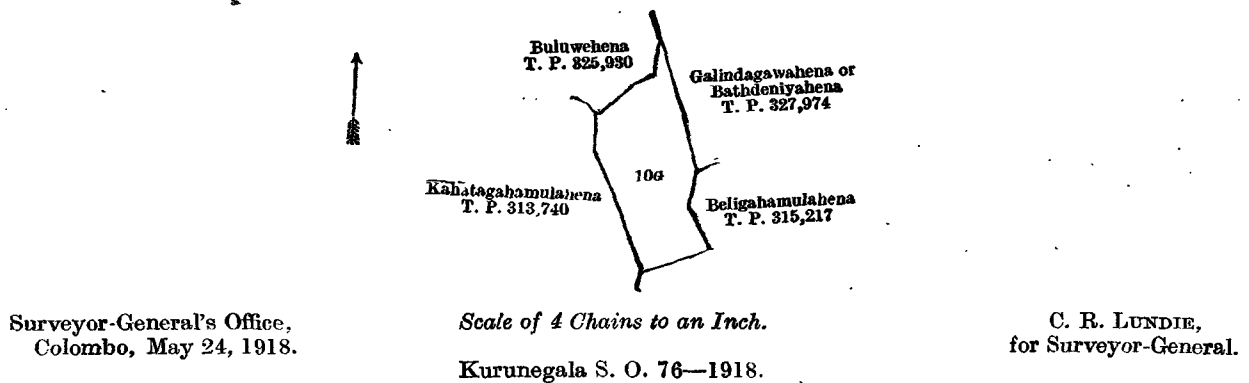 Buluwehena
T. P. 325,930
Galindagawahena or
Bathdeniyahena
T. P. 327,974
10G
Kahatagahamulahena
T. P. 313,740
Beligahamulahena
T. P. 315,217
Surveyor-General's Office,
Colombo, May 24, 1918.
Scale of 4 Chains to an Inch.
Kurunegala S. O. 76—1918.
C. R. LUNDIE,
for Surveyor-General.